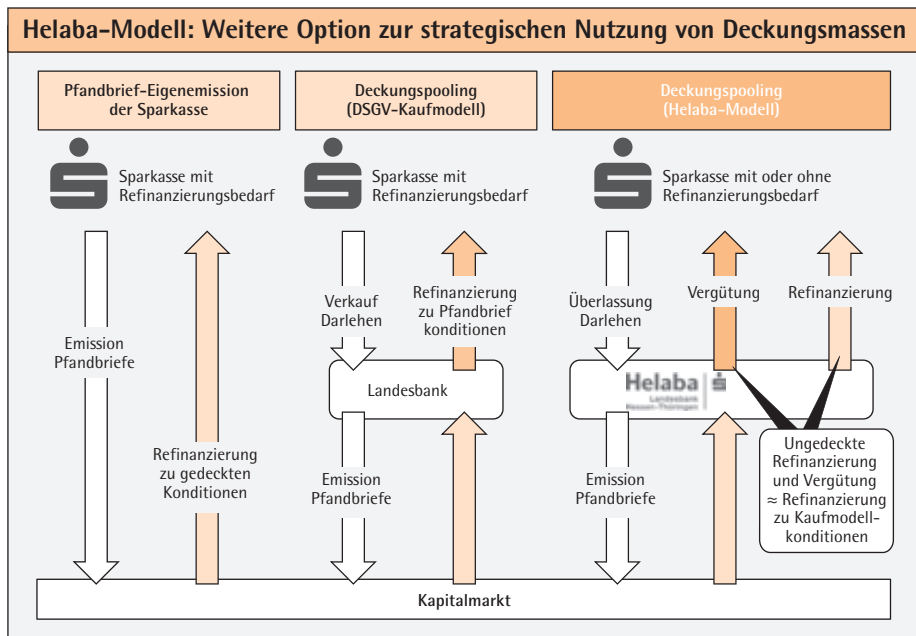 Helaba-Modell: Weitere Option zur strategischen Nutzung von Deckungsmassen
Pfandbrief-Eigenemission
der Sparkasse
Sparkasse mit
Refinanzierungsbedarf
Emission
Pfandbriefe
Refinanzierung
zu gedeckten
Konditionen
Deckungspooling
(DSGV-Kaufmodell)
Sparkasse mit
Refinanzierungsbedarf
Verkauf
Darlehen
Refinanzierung
zu Pfandbrief
konditionen
Landesbank
Emission
Pfandbriefe
Deckungspooling
(Helaba-Modell)
Sparkasse mit oder ohne
Refinanzierungsbedarf
Überlassung
Darlehen
Vergütung
Refinanzierung
Helaba
Landesbank
Hessen-Thüringen
Emission
Pfandbriefe
Ungedeckte
Refinanzierung
und Vergütung
≈ Refinanzierung
zu Kaufmodell-
konditionen
Kapitalmarkt